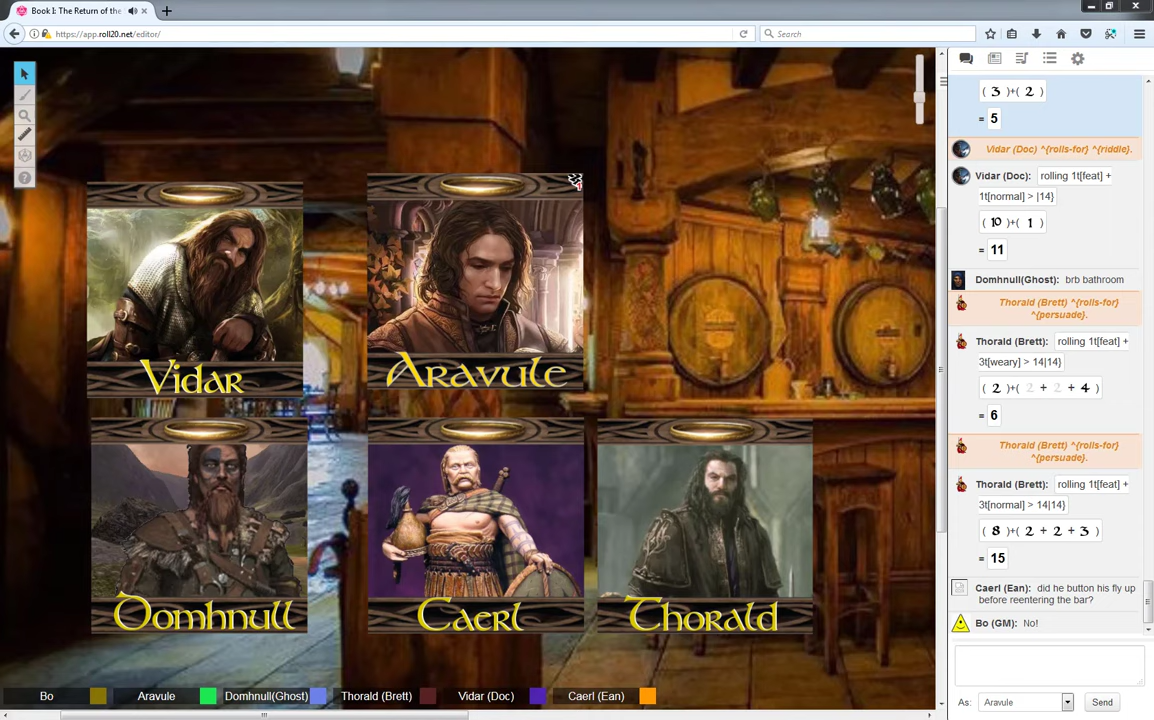 Book I: The Return of the
https://app.roll20.net/editor/
Search
Vidar
Aravule
Domhnull
Caerl
Thorald
Bo
Aravule
Domhnull(Ghost)
Thorald (Brett)
Vidar (Doc)
Caerl (Ean)
( 3 )+( 2 )
= 5
Vidar (Doc) ^{rolls-for} ^{riddle}.
Vidar (Doc): rolling 1t[feat] +
1t[normal] > |14}
( 10 )+( 1 )
= 11
Domhnull(Ghost): brb bathroom
Thorald (Brett) ^{rolls-for}
^{persuade}.
Thorald (Brett): rolling 1t[feat] +
3t[weary] > 14|14}
( 2 )+( 2 + 2 + 4 )
= 6
Thorald (Brett) ^{rolls-for}
^{persuade}.
Thorald (Brett): rolling 1t[feat] +
3t[normal] > 14|14}
( 8 )+( 2 + 2 + 3 )
= 15
Caerl (Ean): did he button his fly up
before reentering the bar?
Bo (GM): No!
As: Aravule Send